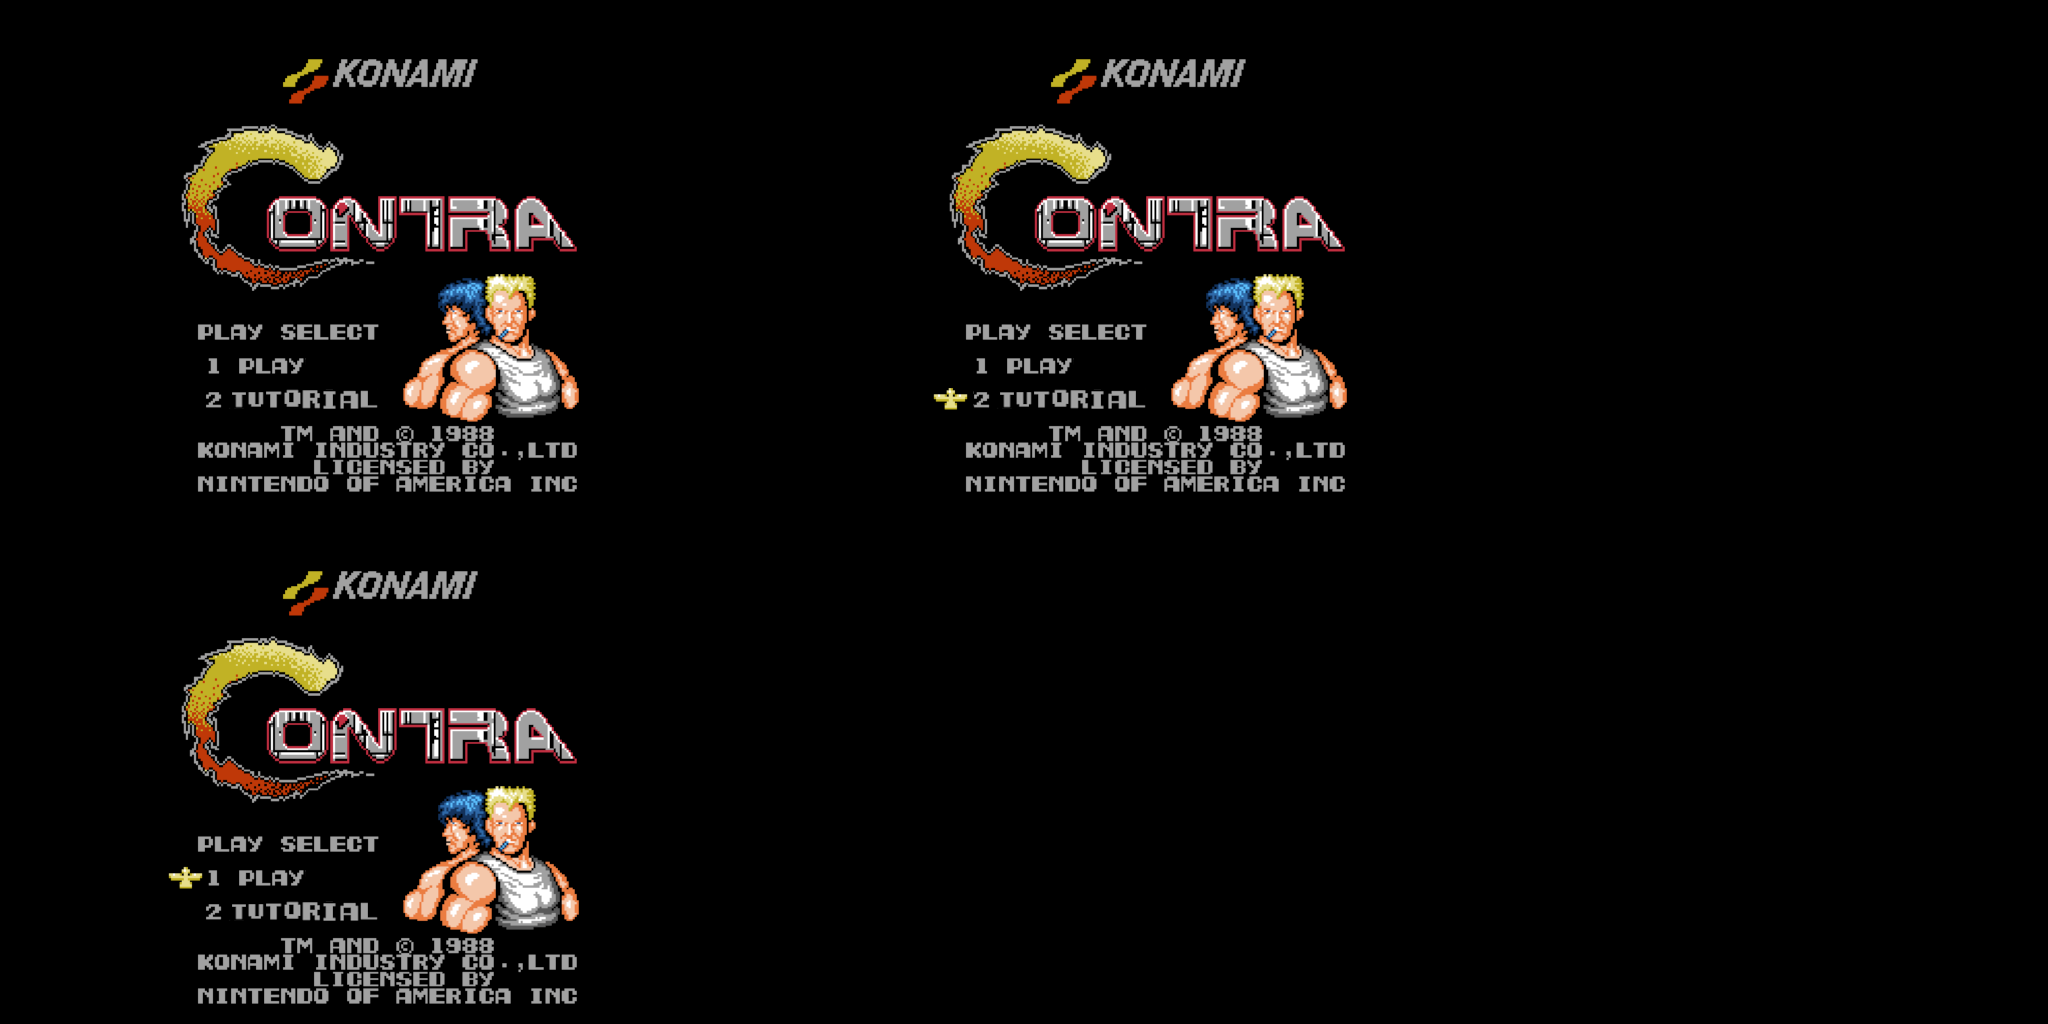 KONAMI
CONTRA
PLAY SELECT
1 PLAY
2 TUTORIAL
TM AND © 1988
KONAMI INDUSTRY CO.,LTD
LICENSED BY
NINTENDO OF AMERICA INC
KONAMI
CONTRA
PLAY SELECT
1 PLAY
2 TUTORIAL
TM AND © 1988
KONAMI INDUSTRY CO.,LTD
LICENSED BY
NINTENDO OF AMERICA INC
KONAMI
CONTRA
PLAY SELECT
1 PLAY
2 TUTORIAL
TM AND © 1988
KONAMI INDUSTRY CO.,LTD
LICENSED BY
NINTENDO OF AMERICA INC